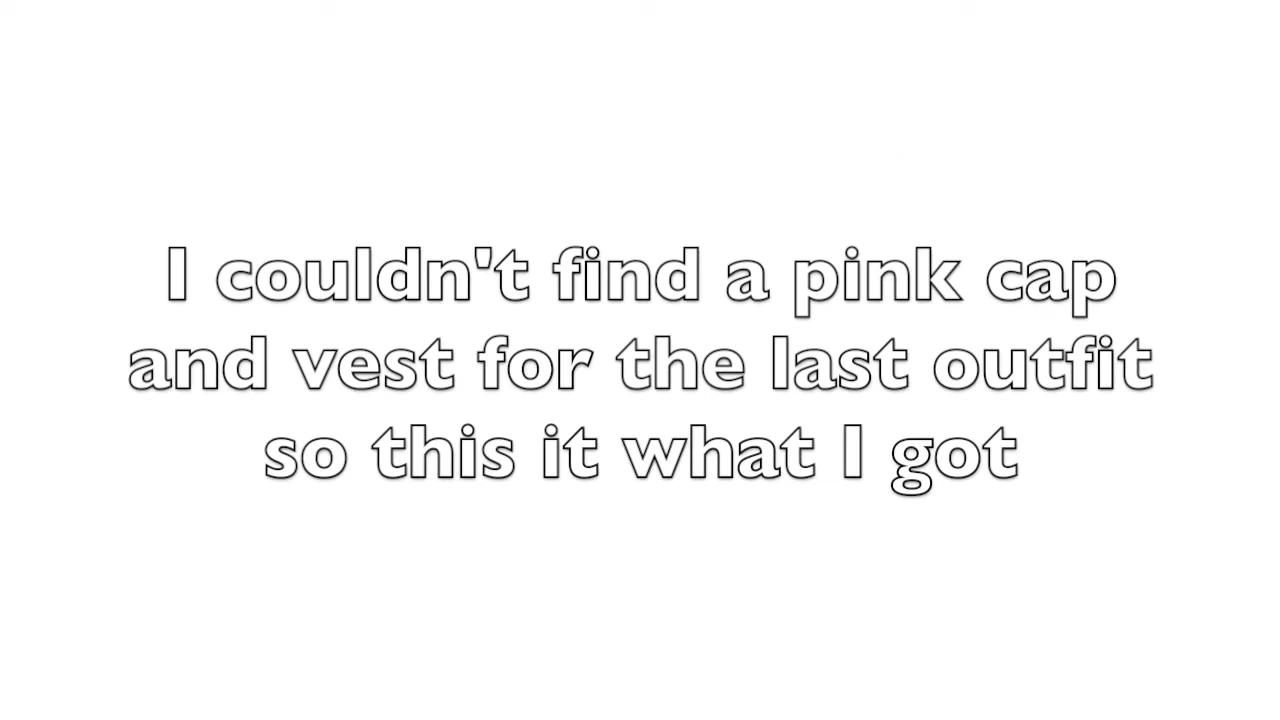 I couldn't find a pink cap
and vest for the last outfit
so this it what I got